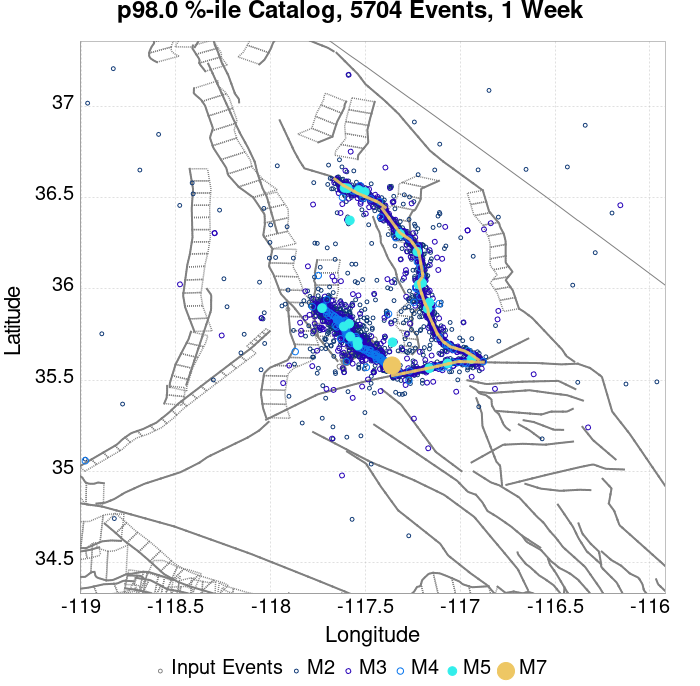 p98.0 %-ile Catalog, 5704 Events, 1 Week
37
36.5
36
35.5
35
34.5
Latitude
-119 -118.5 -118 -117.5 -117 -116.5 -116
Longitude
Input Events M2 M3 M4 M5 M7